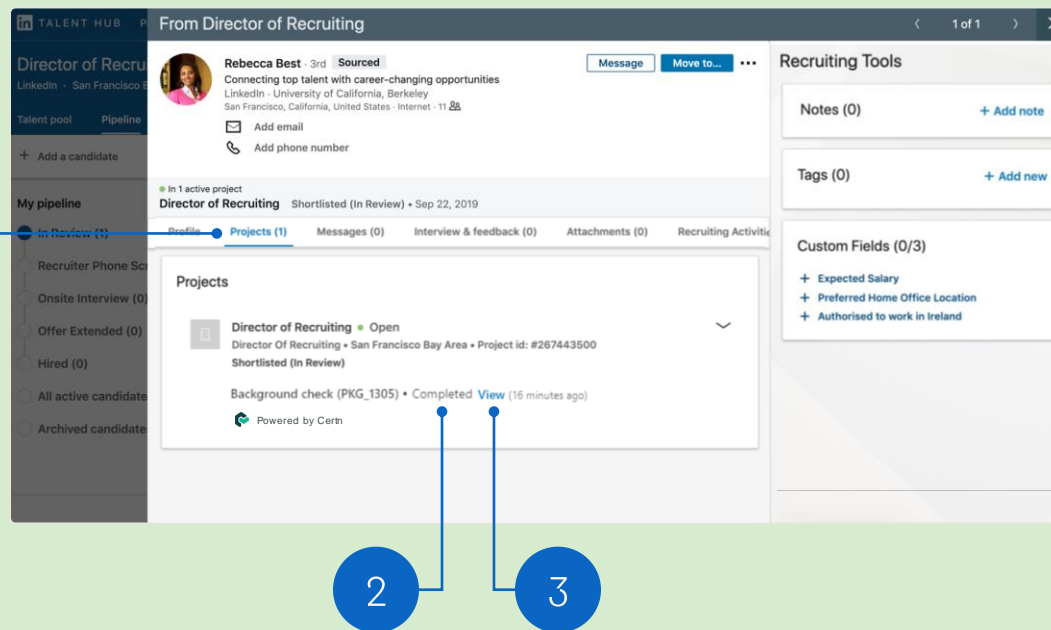 in TALENT HUB P
From Director of Recruiting
1 of 1
Director of Recrui
LinkedIn · San Francisco B
Talent pool Pipeline
+ Add a candidate
My pipeline
In Review (1)
Recruiter Phone Scr
Onsite Interview (0)
Offer Extended (0)
Hired (0)
All active candidate
Archived candidate
Rebecca Best · 3rd Sourced
Connecting top talent with career-changing opportunities
LinkedIn · University of California, Berkeley
San Francisco, California, United States · Internet · 11
Add email
Add phone number
Message Move to... •••
In 1 active project
Director of Recruiting Shortlisted (In Review) • Sep 22, 2019
Profile Projects (1) Messages (0) Interview & feedback (0) Attachments (0) Recruiting Activitie
Projects
Director of Recruiting • Open
Director Of Recruiting • San Francisco Bay Area • Project id: #267443500
Shortlisted (In Review)
Background check (PKG_1305) • Completed View (16 minutes ago)
Powered by Certn
Recruiting Tools
Notes (0) + Add note
Tags (0) + Add new
Custom Fields (0/3)
+ Expected Salary
+ Preferred Home Office Location
+ Authorised to work in Ireland
2 3